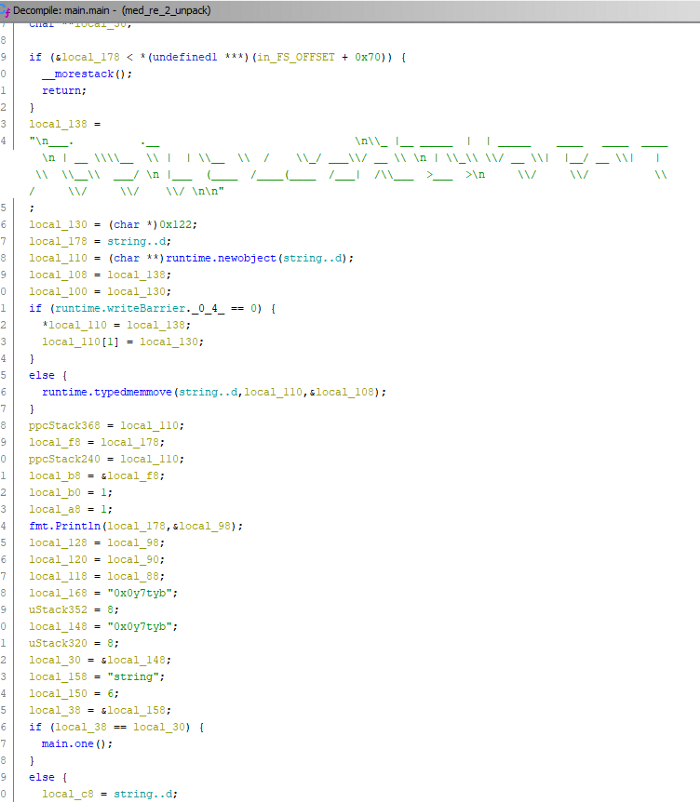 Decompile: main.main - (med_re_2_unpack)
char **local_30;
8
9 if (&local_178 < *(undefined1 ***)(in_FS_OFFSET + 0x70)) {
0 __morestack();
1 return;
2 }
3 local_138 =
4 "\n___. .__ \n\\_ |__ _____ | | _____ ____ ____ ____
\n | __ \\\\__ \\ | | \\__ \\ / \\_/ ___\\/ __ \\ \n | \\_\\ \\/ __ \\| |__/ __ \\| |
\\ \\__\\ ___/ \n |___ (____ /____(____ /___| /\\___ >___ >\n \\/ \\/ \\
/ \\/ \\/ \\/ \n\n"
5 ;
6 local_130 = (char *)0x122;
7 local_178 = string..d;
8 local_110 = (char **)runtime.newobject(string..d);
9 local_108 = local_138;
0 local_100 = local_130;
1 if (runtime.writeBarrier._0_4_ == 0) {
2 *local_110 = local_138;
3 local_110[1] = local_130;
4 }
5 else {
6 runtime.typedmemmove(string..d,local_110,&local_108);
7 }
8 ppcStack368 = local_110;
9 local_f8 = local_178;
0 ppcStack240 = local_110;
1 local_b8 = &local_f8;
2 local_b0 = 1;
3 local_a8 = 1;
4 fmt.Println(local_178,&local_98);
5 local_128 = local_98;
6 local_120 = local_90;
7 local_118 = local_88;
8 local_168 = "0x0y7tyb";
9 uStack352 = 8;
0 local_148 = "0x0y7tyb";
1 uStack320 = 8;
2 local_30 = &local_148;
3 local_158 = "string";
4 local_150 = 6;
5 local_38 = &local_158;
6 if (local_38 == local_30) {
7 main.one();
8 }
9 else {
0 local_c8 = string..d;